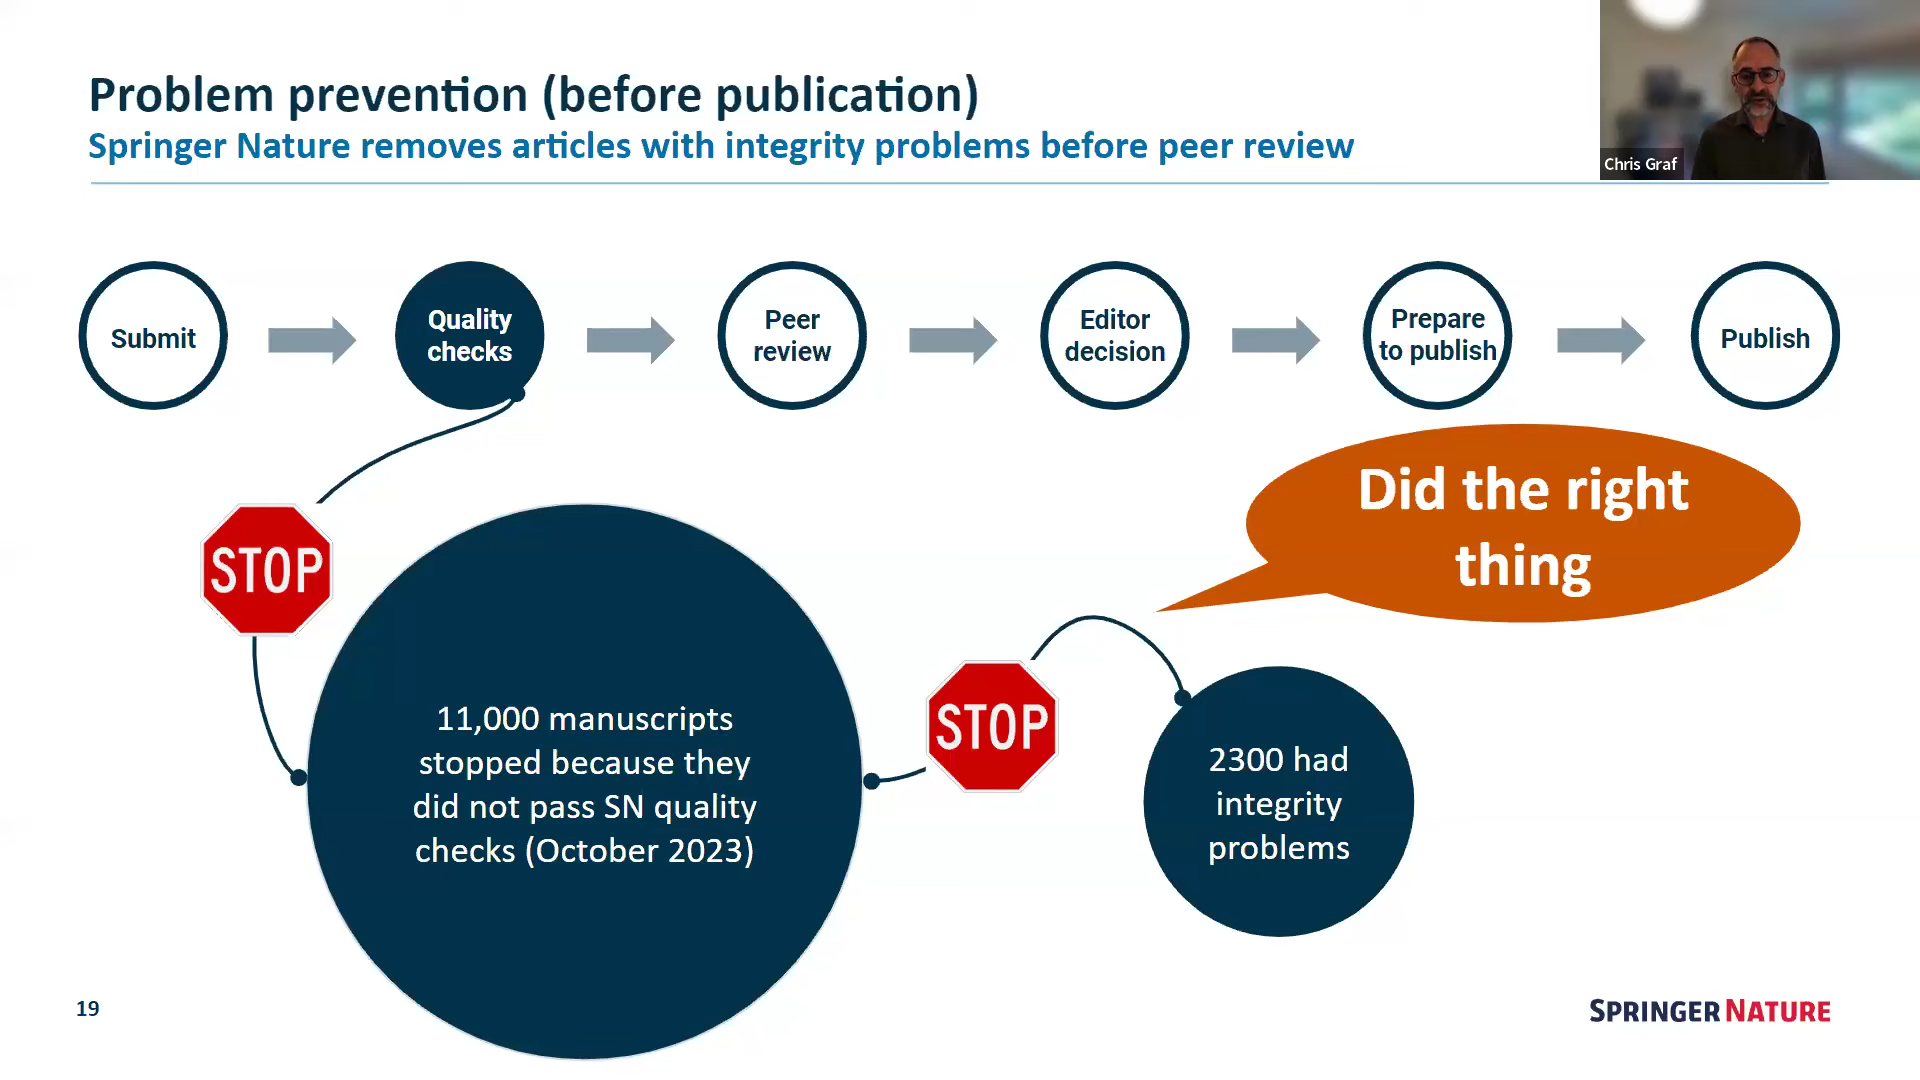 Problem prevention (before publication)
Springer Nature removes articles with integrity problems before peer review
Chris Graf
Submit
Quality
checks
Peer
review
Editor
decision
Prepare
to publish
Publish
Did the right
thing
STOP
11,000 manuscripts
stopped because they
did not pass SN quality
checks (October 2023)
STOP
2300 had
integrity
problems
19
SPRINGER NATURE